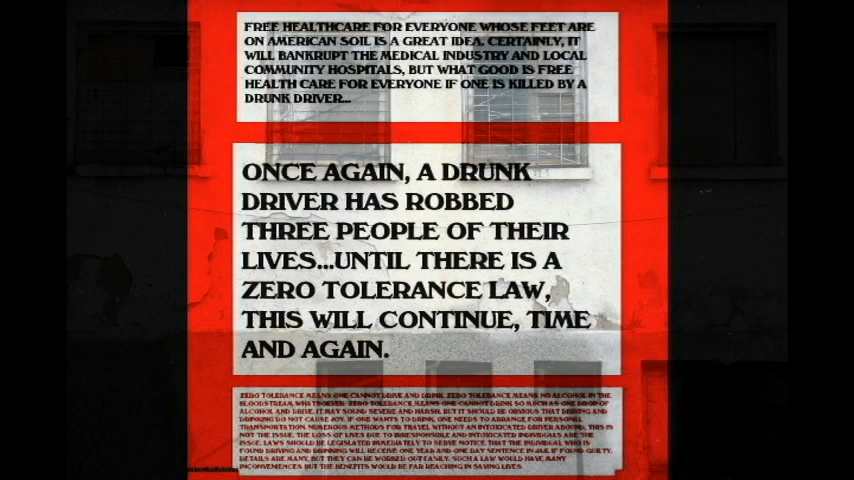 FREE HEALTHCARE FOR EVERYONE WHOSE FEET ARE
ON AMERICAN SOIL IS A GREAT IDEA. CERTAINLY, IT
WILL BANKRUPT THE MEDICAL INDUSTRY AND LOCAL
COMMUNITY HOSPITALS, BUT WHAT GOOD IS FREE
HEALTH CARE FOR EVERYONE IF ONE IS KILLED BY A
DRUNK DRIVER...
ONCE AGAIN, A DRUNK
DRIVER HAS ROBBED
THREE PEOPLE OF THEIR
LIVES...UNTIL THERE IS A
ZERO TOLERANCE LAW,
THIS WILL CONTINUE, TIME
AND AGAIN.
ZERO TOLERANCE MEANS ONE CANNOT DRIVE AND DRINK. ZERO TOLERANCE MEANS NO ALCOHOL IN THE
BLOODSTREAM, WHATSOEVER. ZERO TOLERANCE MEANS ONE CANNOT DRINK SO MUCH AS ONE DROP OF
ALCOHOL AND DRIVE. IT MAY SOUND SEVERE AND HARSH, BUT IT SHOULD BE OBVIOUS THAT DRIVING AND
DRINKING DO NOT CAUSE JOY. IF ONE WANTS TO DRINK, ONE NEEDS TO ARRANGE FOR PERSONAL
TRANSPORTATION. NUMEROUS METHODS FOR TRAVEL WITHOUT AN INTOXICATED DRIVER ABOUND, THIS IS
NOT THE ISSUE. THE LOSS OF LIVES DUE TO IRRESPONSIBLE AND INTOXICATED INDIVIDUALS ARE THE
ISSUE. LAWS SHOULD BE LEGISLATED IMMEDIATELY TO SERVE NOTICE, THAT THE INDIVIDUAL WHO IS
FOUND DRIVING AND DRINKING WILL RECEIVE ONE YEAR AND ONE DAY SENTENCE IN JAIL IF FOUND GUILTY.
DETAILS ARE MANY, BUT THEY CAN BE WORKED OUT EASILY. SUCH A LAW WOULD HAVE MANY
INCONVENIENCES BUT THE BENEFITS WOULD BE FAR REACHING IN SAVING LIVES.